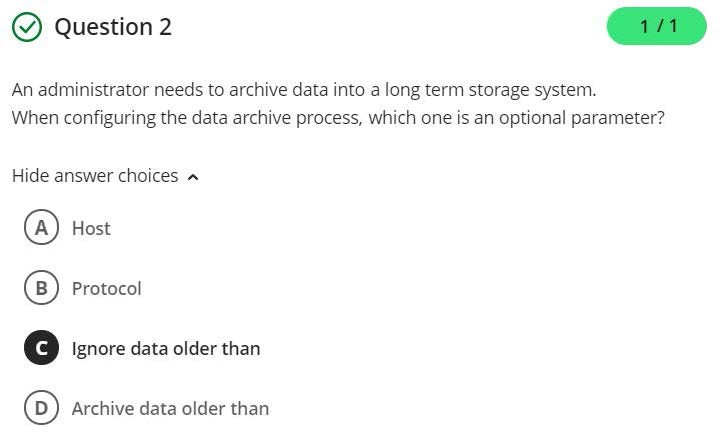 Question 2
1 / 1
An administrator needs to archive data into a long term storage system.
When configuring the data archive process, which one is an optional parameter?
Hide answer choices
A Host
B Protocol
C Ignore data older than
D Archive data older than